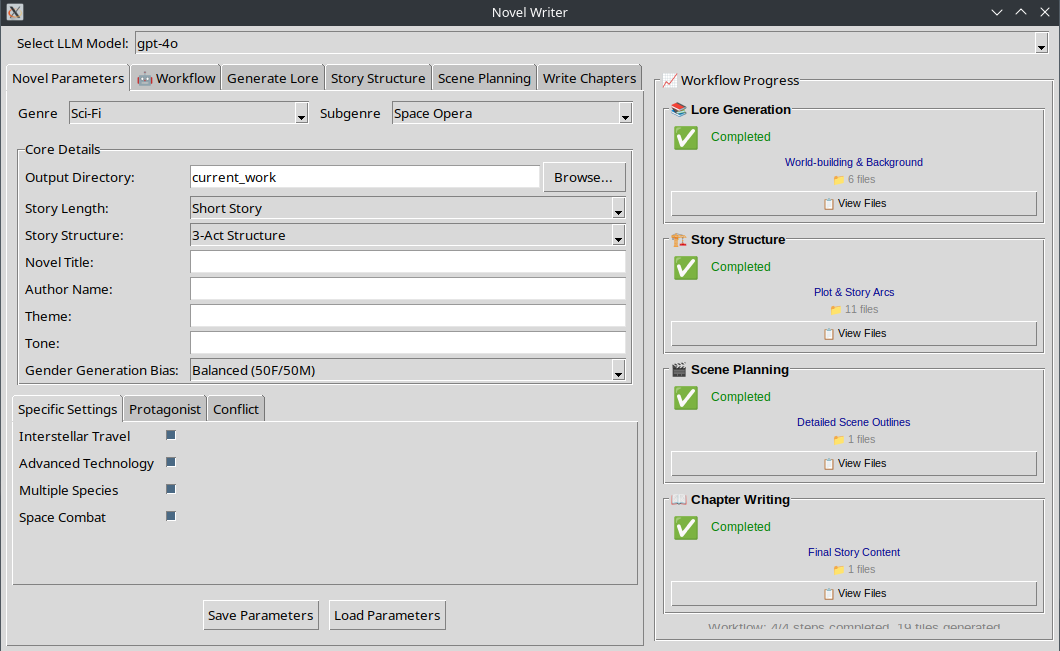 Novel Writer
Select LLM Model: gpt-4o
Novel Parameters Workflow Generate Lore Story Structure Scene Planning Write Chapters
Genre Sci-Fi Subgenre Space Opera
Core Details
Output Directory: current_work Browse...
Story Length: Short Story
Story Structure: 3-Act Structure
Novel Title:
Author Name:
Theme:
Tone:
Gender Generation Bias: Balanced (50F/50M)
Specific Settings Protagonist Conflict
Interstellar Travel
Advanced Technology
Multiple Species
Space Combat
Save Parameters Load Parameters
Workflow Progress
Lore Generation
Completed
World-building & Background
6 files
View Files
Story Structure
Completed
Plot & Story Arcs
11 files
View Files
Scene Planning
Completed
Detailed Scene Outlines
1 files
View Files
Chapter Writing
Completed
Final Story Content
1 files
View Files
Workflow: 4/4 steps completed, 19 files generated